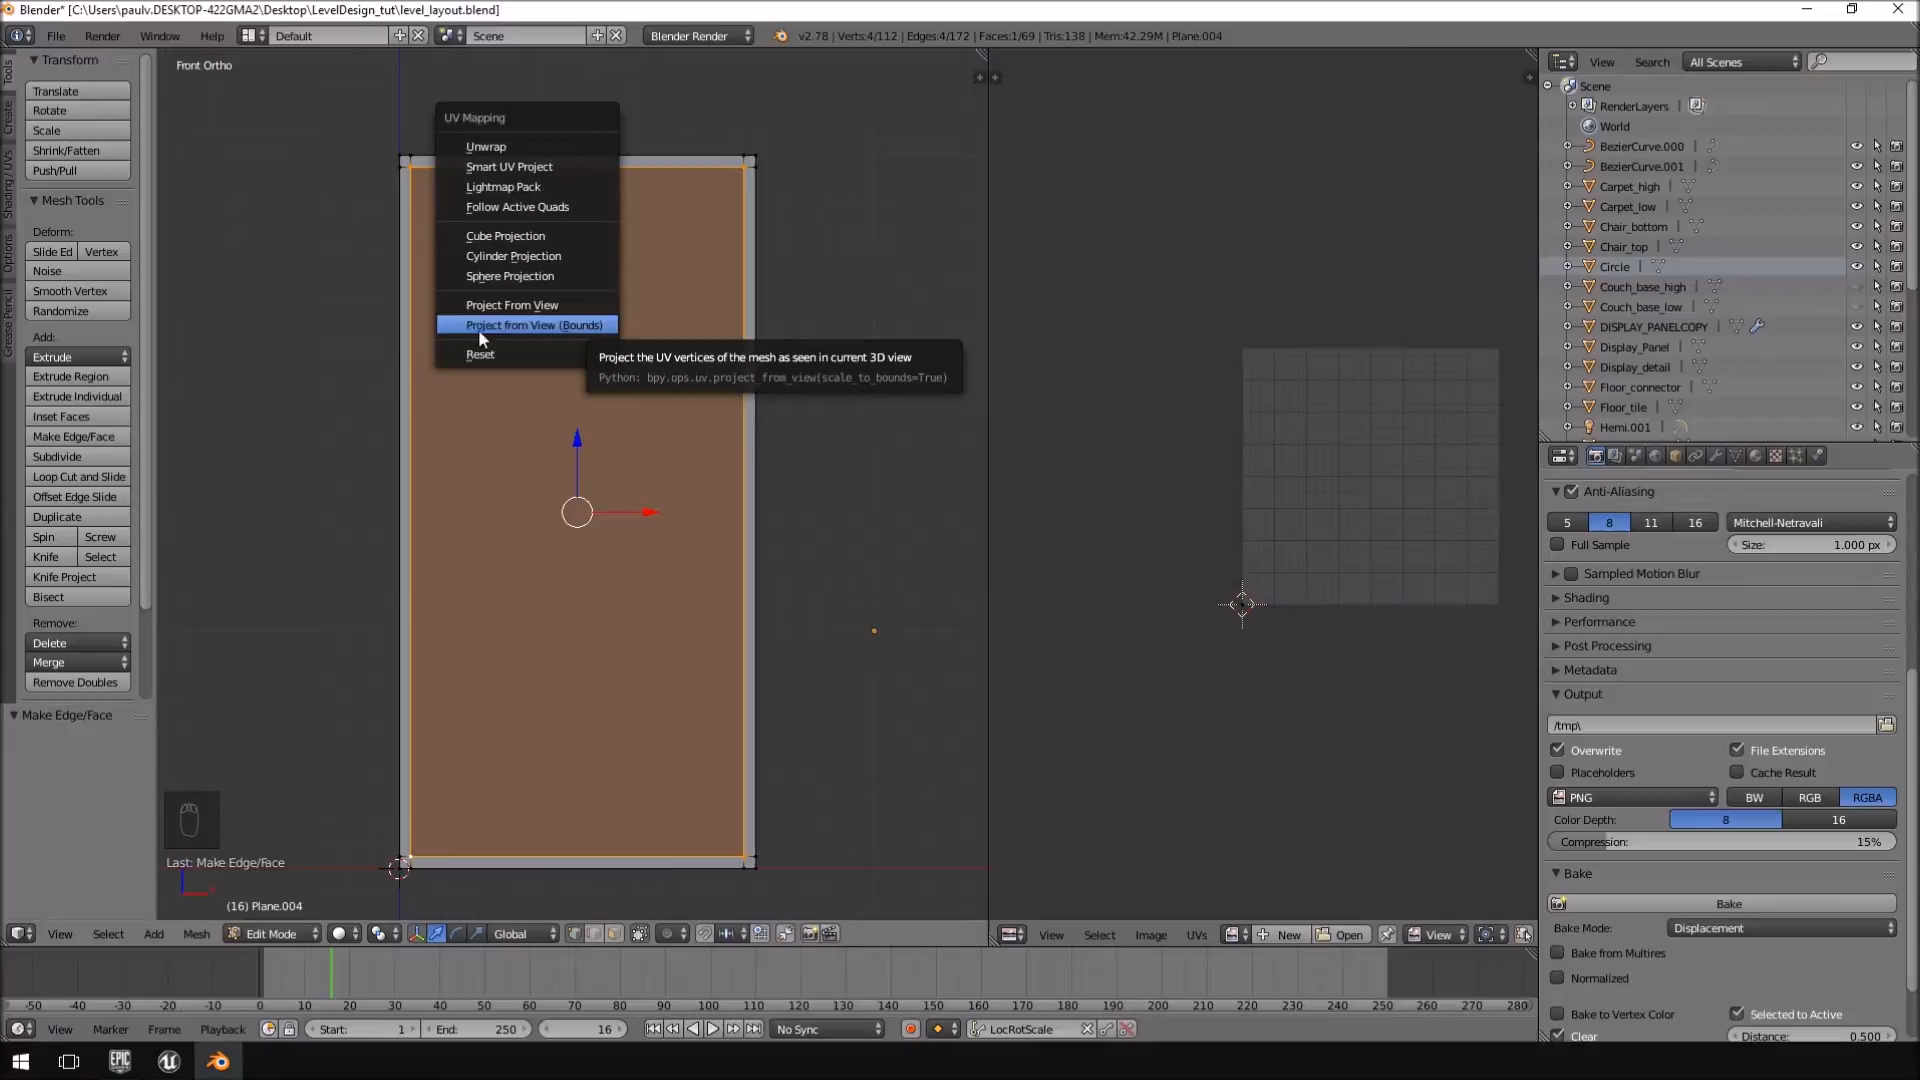 Blender* [C:\Users\paulv.DESKTOP-422GMA2\Desktop\LevelDesign_tut\level_layout.blend]
File Render Window Help Default Scene Blender Render v2.78 | Verts:4/112 | Edges:4/172 | Faces:1/69 | Tris:138 | Mem:42.29M | Plane.004
Tools
Create
Shading / UVs
Options
Grease Pencil
Transform
Translate
Rotate
Scale
Shrink/Fatten
Push/Pull
Mesh Tools
Deform:
Slide Ed Vertex
Noise
Smooth Vertex
Randomize
Add:
Extrude
Extrude Region
Extrude Individual
Inset Faces
Make Edge/Face
Subdivide
Loop Cut and Slide
Offset Edge Slide
Duplicate
Spin Screw
Knife Select
Knife Project
Bisect
Remove:
Delete
Merge
Remove Doubles
Make Edge/Face
Front Ortho
UV Mapping
Unwrap
Smart UV Project
Lightmap Pack
Follow Active Quads
Cube Projection
Cylinder Projection
Sphere Projection
Project From View
Project from View (Bounds)
Reset
Project the UV vertices of the mesh as seen in current 3D view
Python: bpy.ops.uv.project_from_view(scale_to_bounds=True)
Last: Make Edge/Face
(16) Plane.004
View Select Add Mesh Edit Mode Global
View Select Image UVs New Open View
View Search All Scenes
Scene
RenderLayers
World
BezierCurve.000
BezierCurve.001
Carpet_high
Carpet_low
Chair_bottom
Chair_top
Circle
Couch_base_high
Couch_base_low
DISPLAY_PANELCOPY
Display_Panel
Display_detail
Floor_connector
Floor_tile
Hemi.001
Anti-Aliasing
5 8 11 16 Mitchell-Netravali
Full Sample Size: 1.000 px
Sampled Motion Blur
Shading
Performance
Post Processing
Metadata
Output
/tmp\
Overwrite File Extensions
Placeholders Cache Result
PNG BW RGB RGBA
Color Depth: 8 16
Compression: 15%
Bake
Bake
Bake Mode: Displacement
Bake from Multires
Normalized
Bake to Vertex Color Selected to Active
Clear Distance: 0.500
-50 -40 -30 -20 -10 0 10 20 30 40 50 60 70 80 90 100 110 120 130 140 150 160 170 180 190 200 210 220 230 240 250 260 270 280
View Marker Frame Playback Start: 1 End: 250 16 No Sync LocRotScale
EPIC GAMES